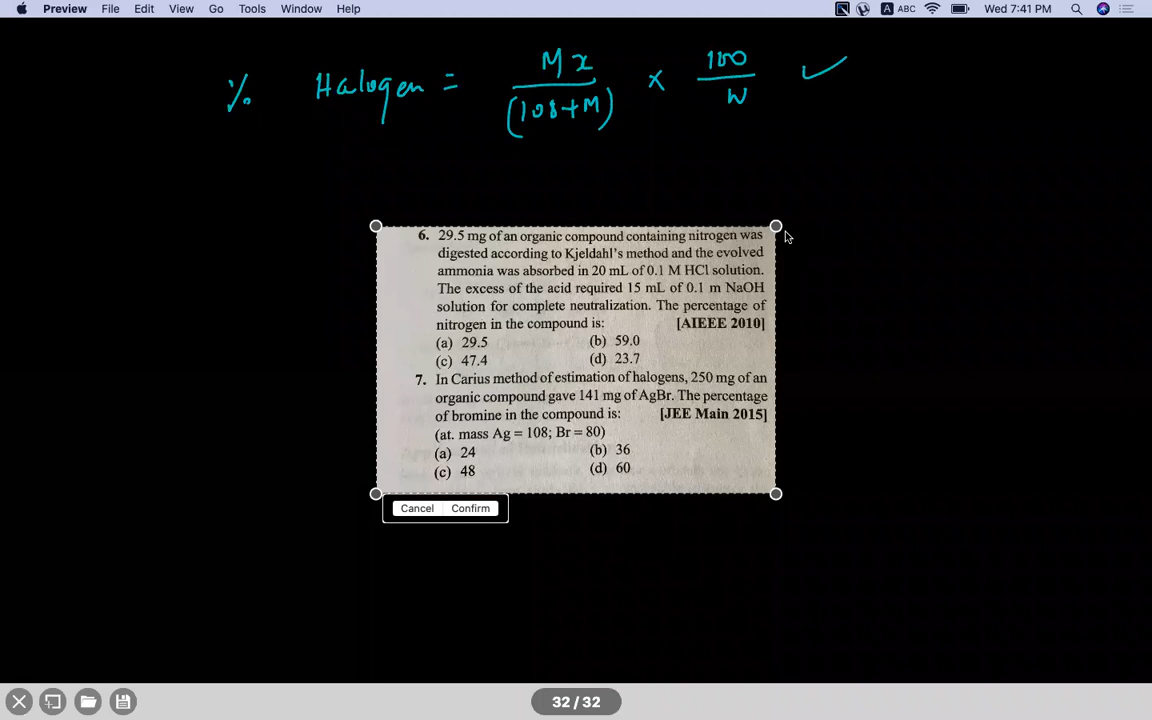 Preview File Edit View Go Tools Window Help A ABC Wed 7:41 PM
% Halogen = M x / (108+M) × 100 / W ✓
6. 29.5 mg of an organic compound containing nitrogen was
digested according to Kjeldahl's method and the evolved
ammonia was absorbed in 20 mL of 0.1 M HCl solution.
The excess of the acid required 15 mL of 0.1 m NaOH
solution for complete neutralization. The percentage of
nitrogen in the compound is: [AIEEE 2010]
(a) 29.5 (b) 59.0
(c) 47.4 (d) 23.7
7. In Carius method of estimation of halogens, 250 mg of an
organic compound gave 141 mg of AgBr. The percentage
of bromine in the compound is: [JEE Main 2015]
(at. mass Ag = 108; Br = 80)
(a) 24 (b) 36
(c) 48 (d) 60
Cancel Confirm
32 / 32